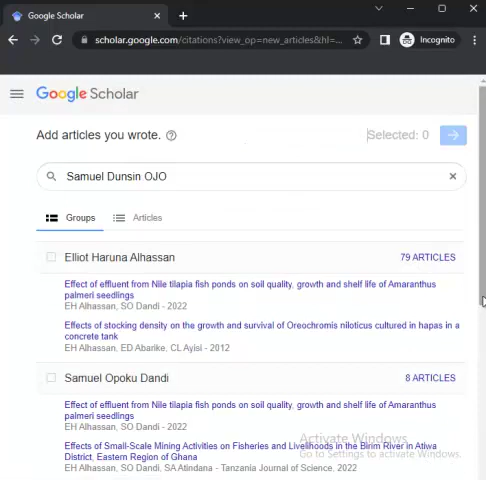 Google Scholar
scholar.google.com/citations?view_op=new_articles&hl=...
Incognito
Google Scholar
Add articles you wrote.
Selected: 0
Samuel Dunsin OJO
Groups
Articles
Elliot Haruna Alhassan
79 ARTICLES
Effect of effluent from Nile tilapia fish ponds on soil quality, growth and shelf life of Amaranthus
palmeri seedlings
EH Alhassan, SO Dandi - 2022
Effects of stocking density on the growth and survival of Oreochromis niloticus cultured in hapas in a
concrete tank
EH Alhassan, ED Abarike, CL Ayisi - 2012
Samuel Opoku Dandi
8 ARTICLES
Effect of effluent from Nile tilapia fish ponds on soil quality, growth and shelf life of Amaranthus
palmeri seedlings
EH Alhassan, SO Dandi - 2022
Effects of Small-Scale Mining Activities on Fisheries and Livelihoods in the Birim River in Atiwa
District, Eastern Region of Ghana
EH Alhassan, SO Dandi, SA Atindana - Tanzania Journal of Science, 2022
Activate Windows
Go to Settings to activate Windows.